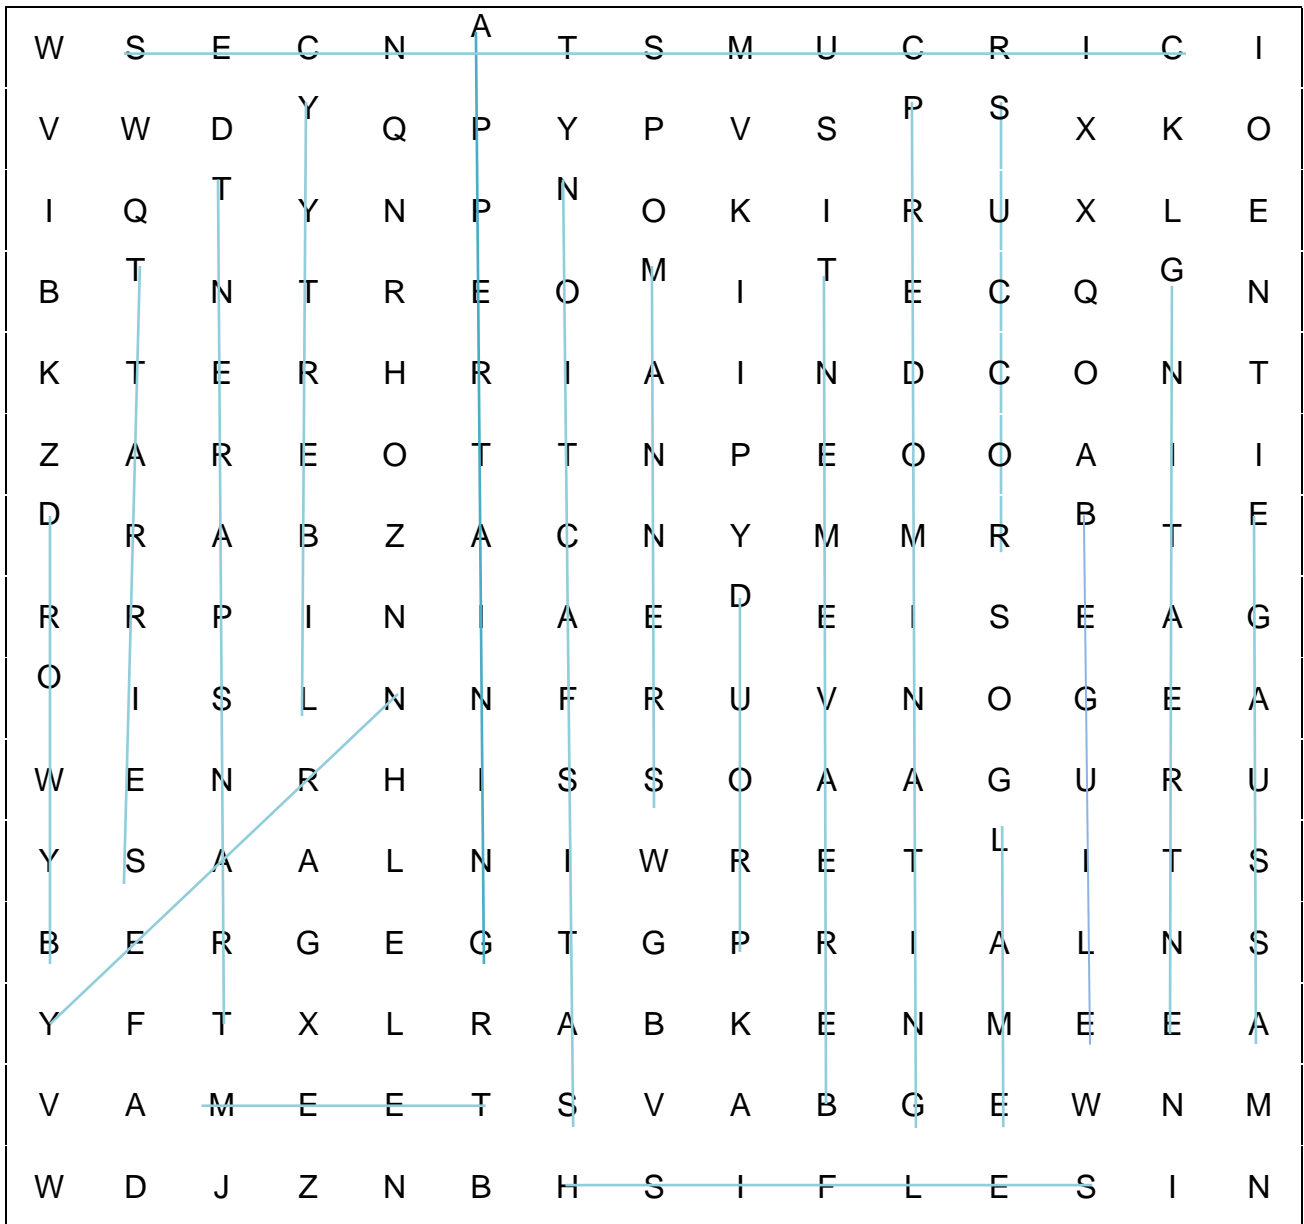 W S E C N A T S M U C R I C I
V W D Y Q P Y P V S P S X K O
I Q T Y N P N O K I R U X L E
B T N T R E O M I T E C Q G N
K T E R H R I A I N D C O N T
Z A R E O T T N P E O O A I I
D R A B Z A C N Y M M R B T E
R R P I N I A E D E I S E A G
O I S L N N F R U V N O G E A
W E N R H I S S O A A G U R U
Y S A A L N I W R E T L I T S
B E R G E G T G P R I A L N S
Y F T X L R A B K E N M E E A
V A M E E T S V A B G E W N M
W D J Z N B H S I F L E S I N